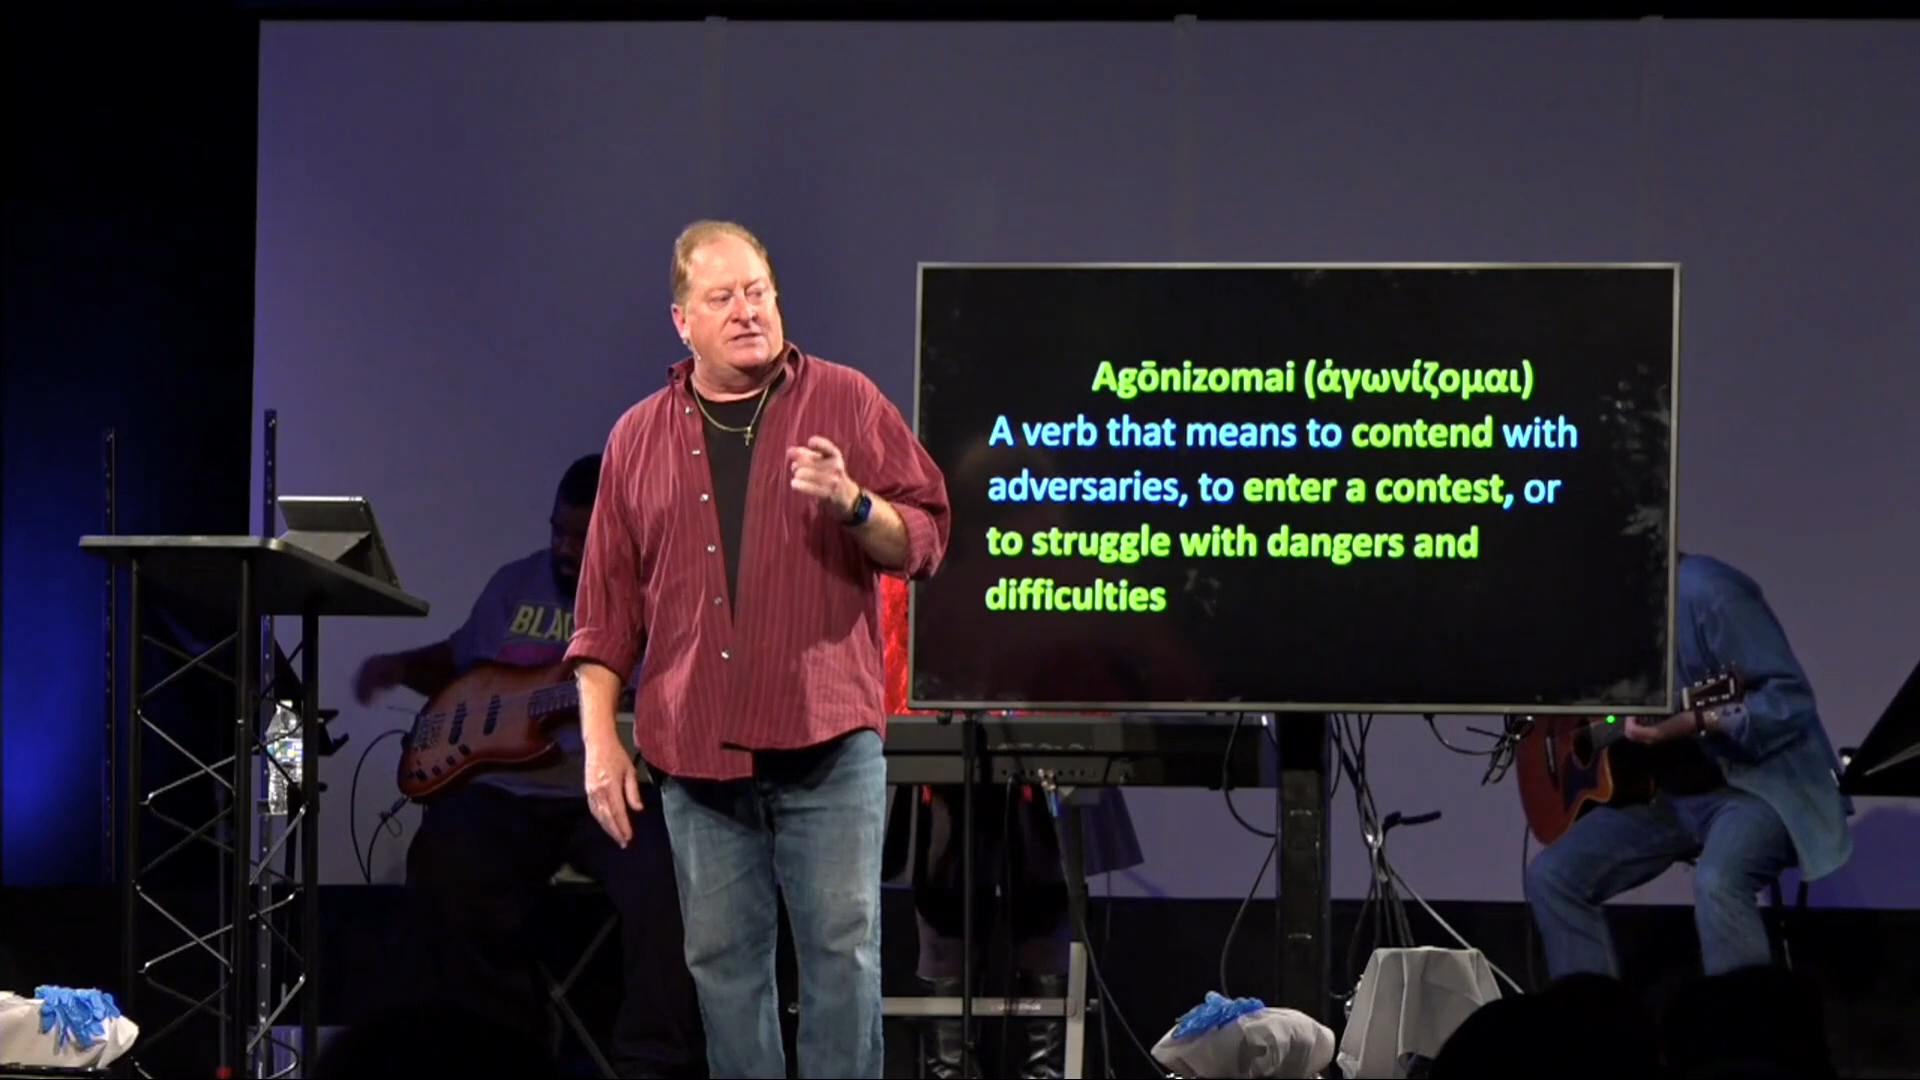 Agōnizomai (ἀγωνίζομαι)
A verb that means to contend with
adversaries, to enter a contest, or
to struggle with dangers and
difficulties